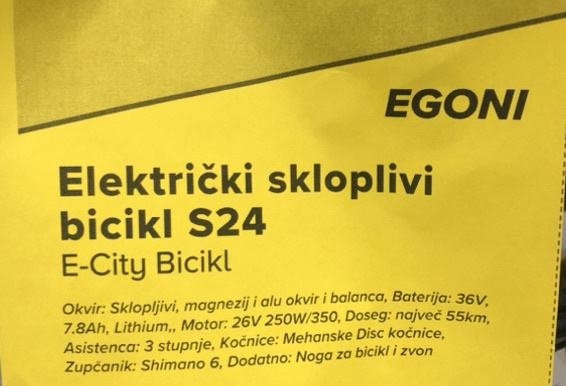 EGONI
Električki skloplivi
bicikl S24
E-City Bicikl
Okvir: Sklopljivi, magnezij i alu okvir i balanca, Baterija: 36V,
7.8Ah, Lithium,, Motor: 26V 250W/350, Doseg: največ 55km,
Asistenca: 3 stupnje, Kočnice: Mehanske Disc kočnice,
Zupčanik: Shimano 6, Dodatno: Noga za bicikl i zvon